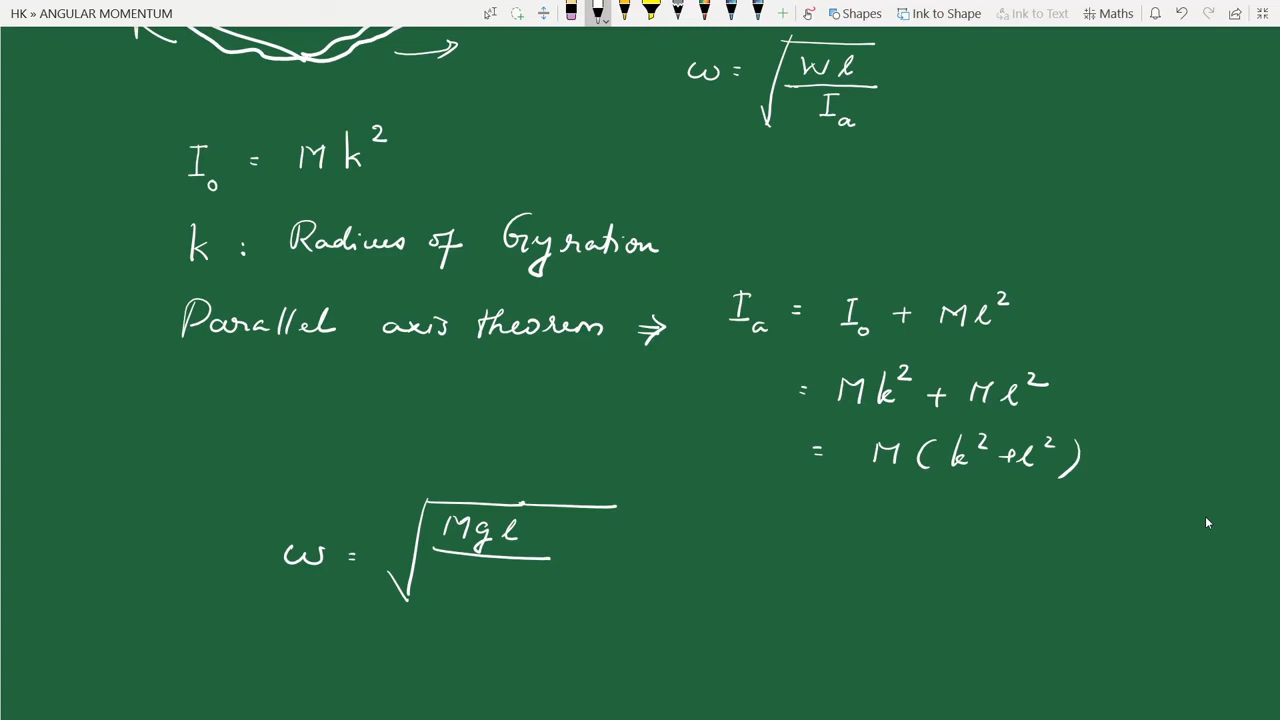 HK » ANGULAR MOMENTUM
Shapes Ink to Shape Ink to Text Maths
ω = √(Wl / Iₐ)
I₀ = Mk²
k : Radius of Gyration
Parallel axis theorem ⇒ Iₐ = I₀ + Ml²
= Mk² + Ml²
= M(k² + l²)
ω = √(Mgl /